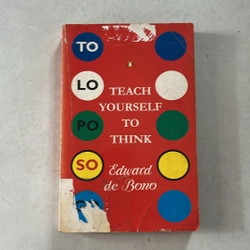 TO
LO
PO
SO
TEACH
YOURSELF
TO
THINK
Edward
de Bono